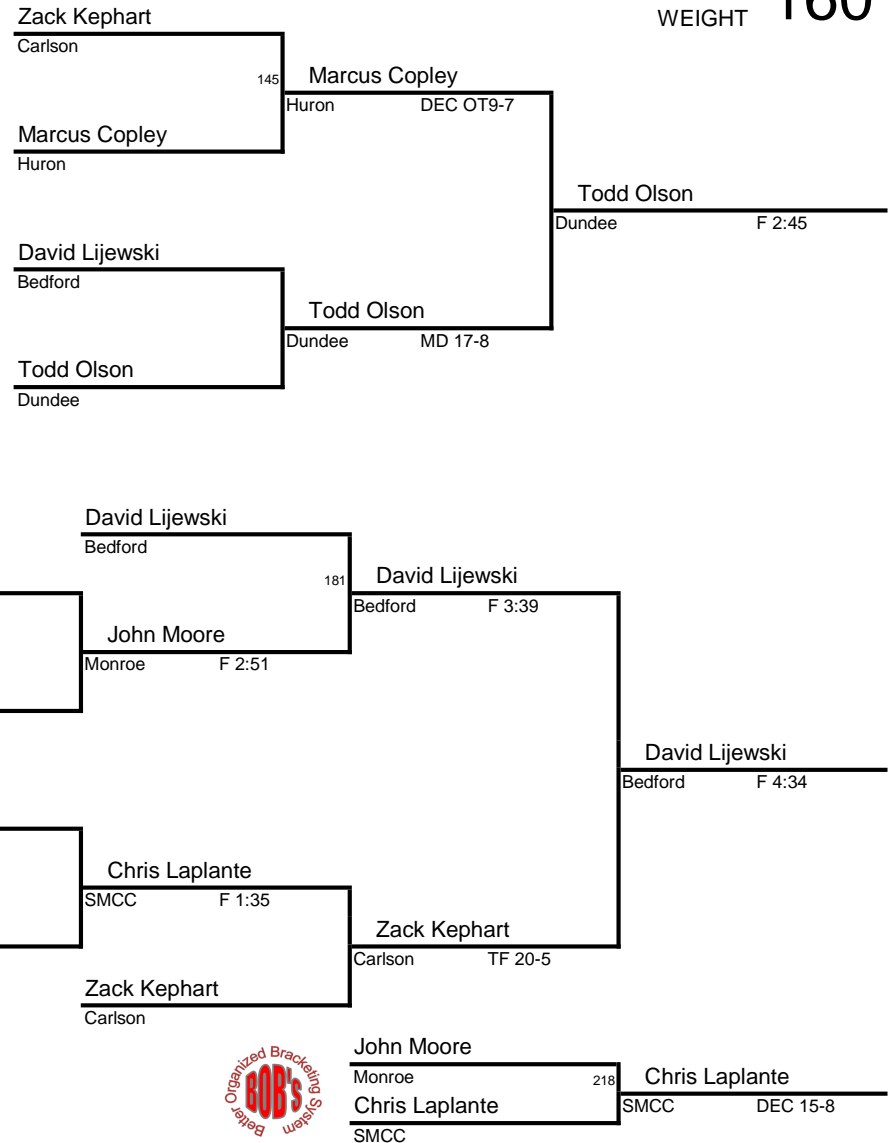 WEIGHT 160
Zack Kephart
Carlson
145
Marcus Copley
Huron DEC OT9-7
Marcus Copley
Huron
Todd Olson
Dundee F 2:45
David Lijewski
Bedford
Todd Olson
Dundee MD 17-8
Todd Olson
Dundee
David Lijewski
Bedford
181
David Lijewski
Bedford F 3:39
John Moore
Monroe F 2:51
David Lijewski
Bedford F 4:34
Chris Laplante
SMCC F 1:35
Zack Kephart
Carlson TF 20-5
Zack Kephart
Carlson
Better Organized Bracketing System
BOB's
John Moore
Monroe
218
Chris Laplante
SMCC DEC 15-8
Chris Laplante
SMCC